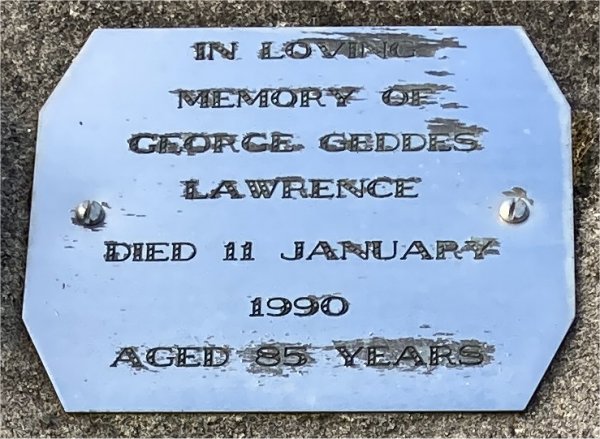 IN LOVING
MEMORY OF
GEORGE GEDDES
LAWRENCE
DIED 11 JANUARY
1990
AGED 85 YEARS